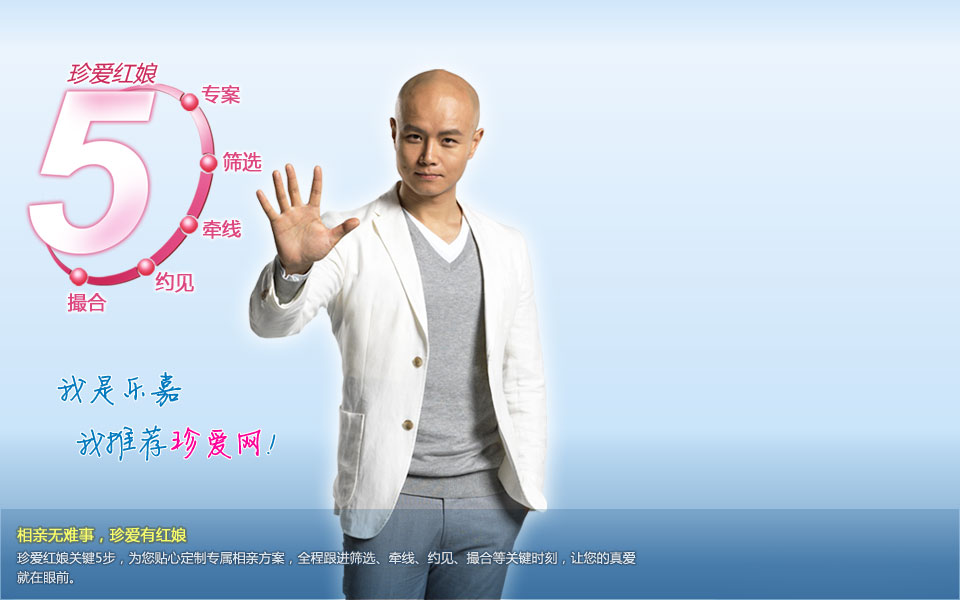 珍爱红娘
5
专案
筛选
牵线
约见
撮合
我是乐嘉
我推荐珍爱网!
相亲无难事，珍爱有红娘
珍爱红娘关键5步，为您贴心定制专属相亲方案，全程跟进筛选、牵线、约见、撮合等关键时刻，让您的真爱
就在眼前。